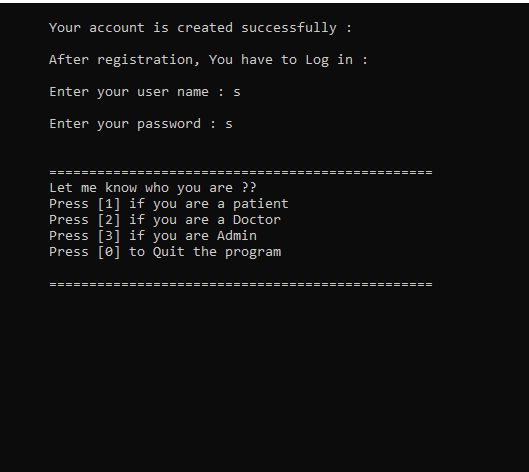 Your account is created successfully :
After registration, You have to Log in :
Enter your user name : s
Enter your password : s
================================================
Let me know who you are ??
Press [1] if you are a patient
Press [2] if you are a Doctor
Press [3] if you are Admin
Press [0] to Quit the program
================================================